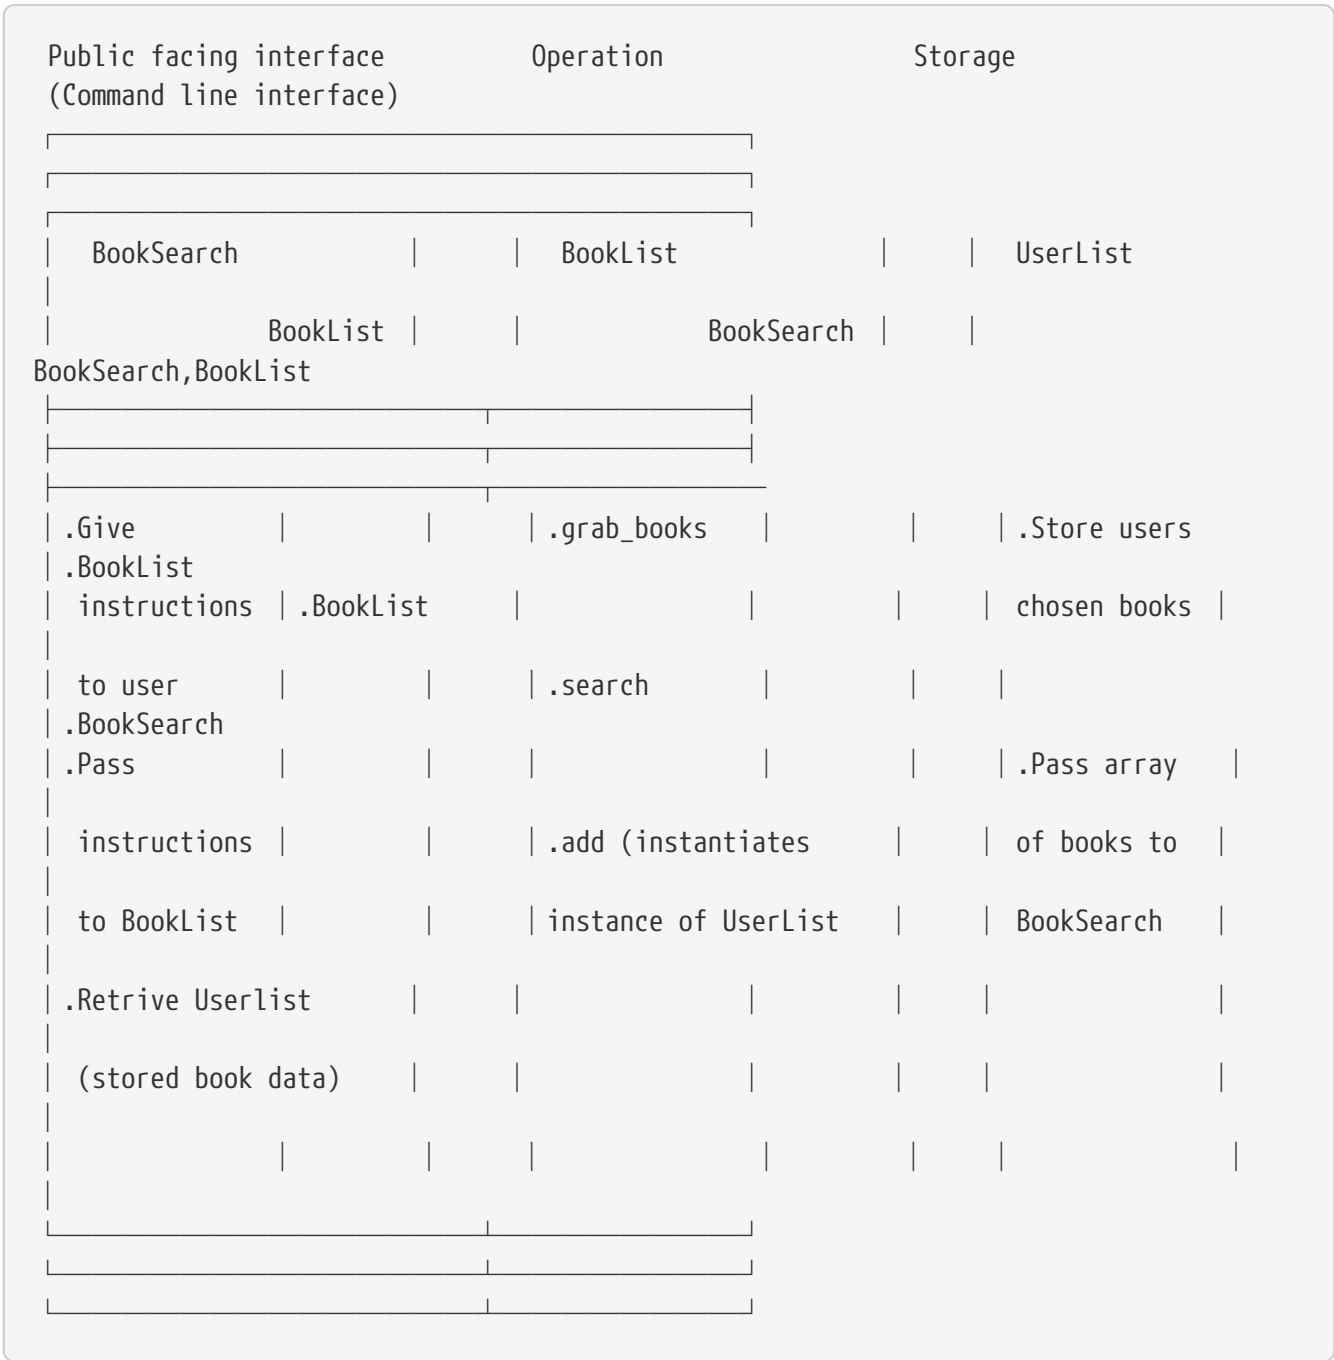 Public facing interface Operation Storage
(Command line interface)
BookSearch BookList UserList
BookList BookSearch
BookSearch,BookList
.Give .grab_books .Store users
.BookList
instructions .BookList chosen books
to user .search
.BookSearch
.Pass .Pass array
instructions .add (instantiates of books to
to BookList instance of UserList BookSearch
.Retrive Userlist
(stored book data)